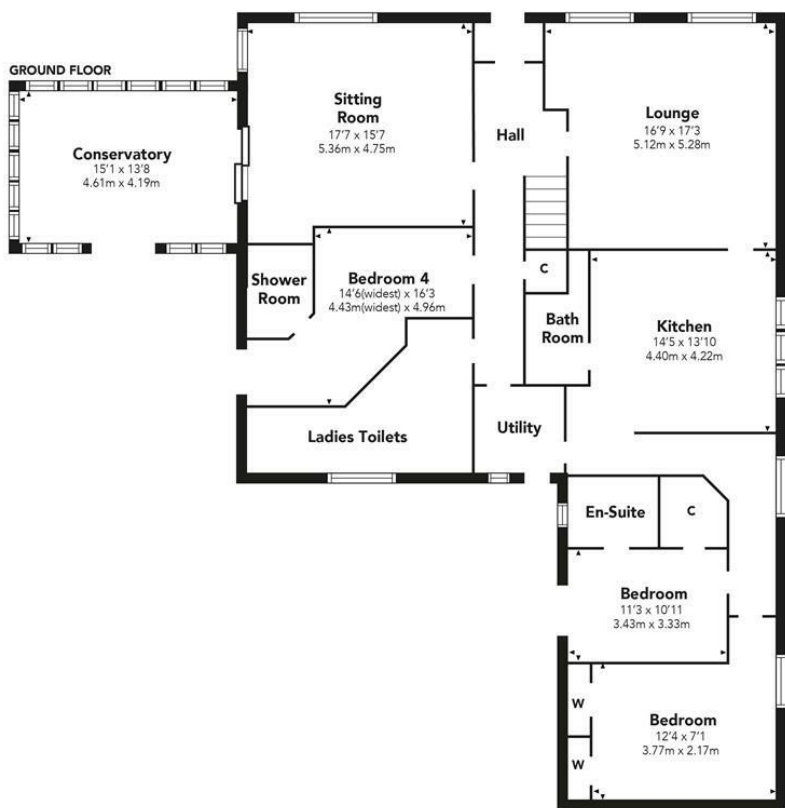 GROUND FLOOR
Conservatory
15'1 x 13'8
4.61m x 4.19m
Sitting
Room
17'7 x 15'7
5.36m x 4.75m
Hall
Lounge
16'9 x 17'3
5.12m x 5.28m
Shower
Room
Bedroom 4
14'6(widest) x 16'3
4.43m(widest) x 4.96m
C
Bath
Room
Kitchen
14'5 x 13'10
4.40m x 4.22m
Ladies Toilets
Utility
En-Suite
C
Bedroom
11'3 x 10'11
3.43m x 3.33m
W
W
Bedroom
12'4 x 7'1
3.77m x 2.17m